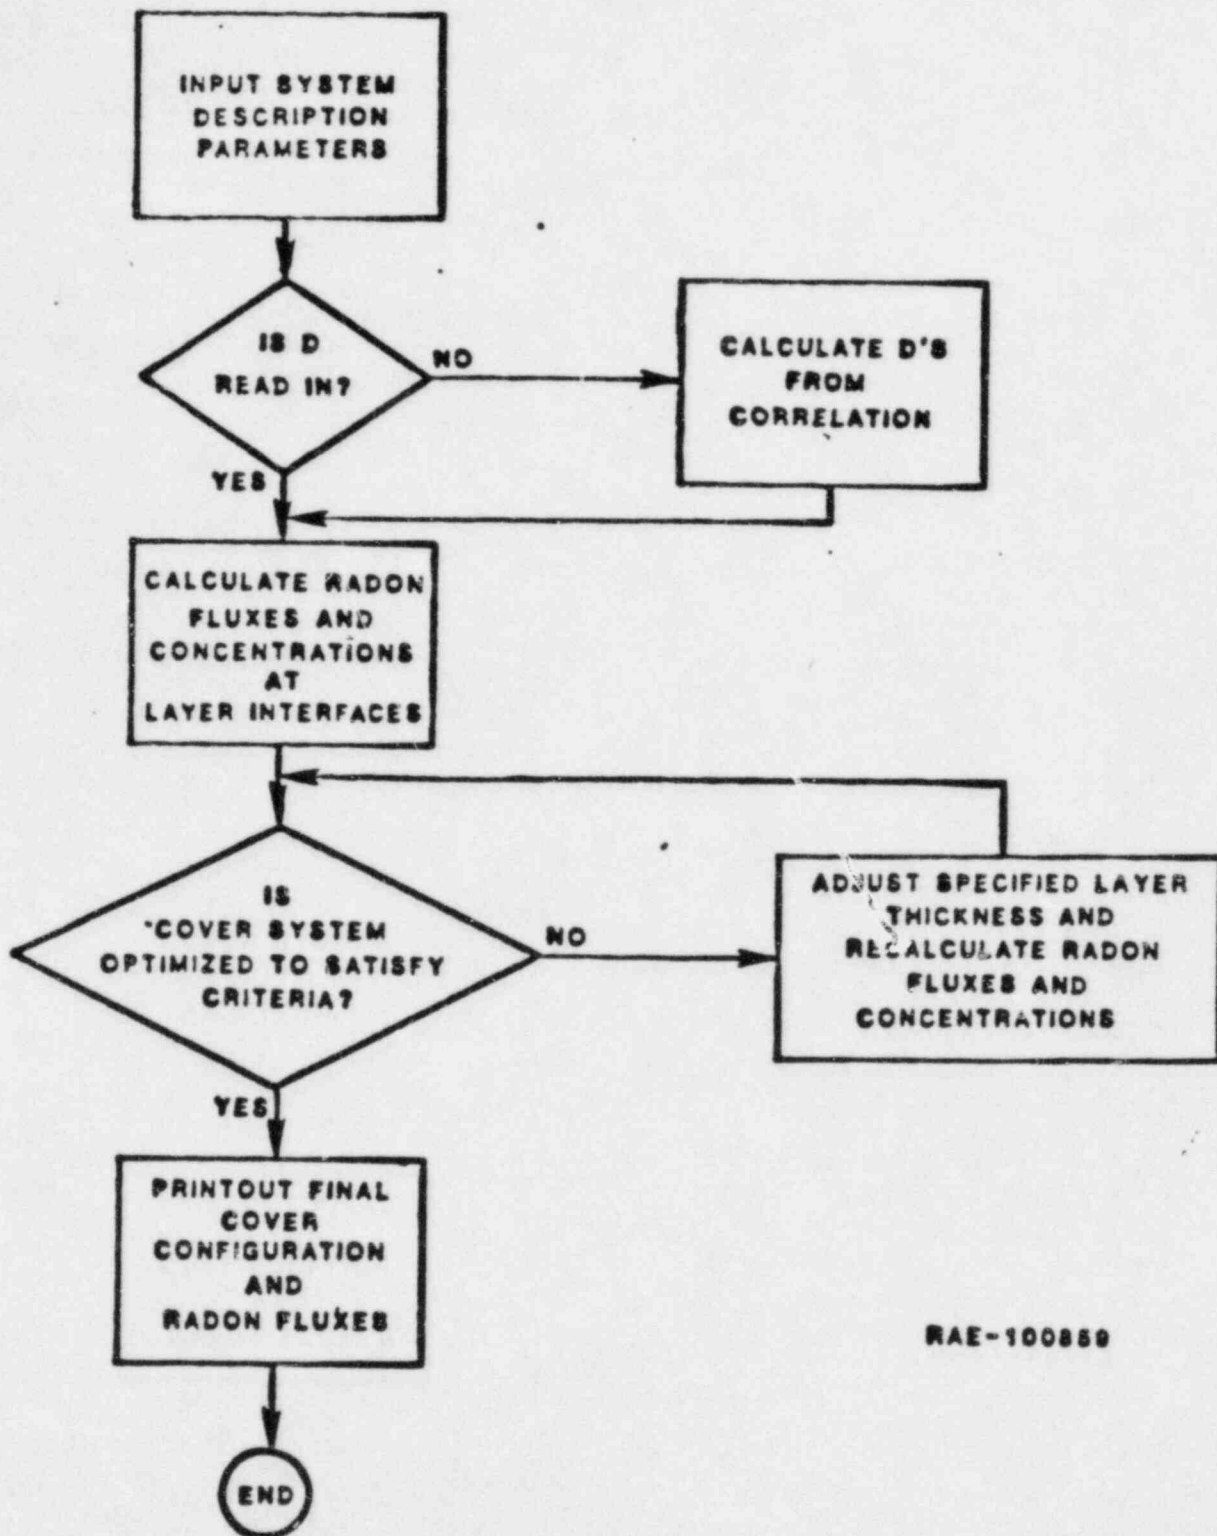 INPUT SYSTEM
DESCRIPTION
PARAMETERS
IS D
READ IN?
NO
CALCULATE D'S
FROM
CORRELATION
YES
CALCULATE RADON
FLUXES AND
CONCENTRATIONS
AT
LAYER INTERFACES
IS
COVER SYSTEM
OPTIMIZED TO SATISFY
CRITERIA?
NO
ADJUST SPECIFIED LAYER
THICKNESS AND
RECALCULATE RADON
FLUXES AND
CONCENTRATIONS
YES
PRINTOUT FINAL
COVER
CONFIGURATION
AND
RADON FLUXES
RAE-100859
END